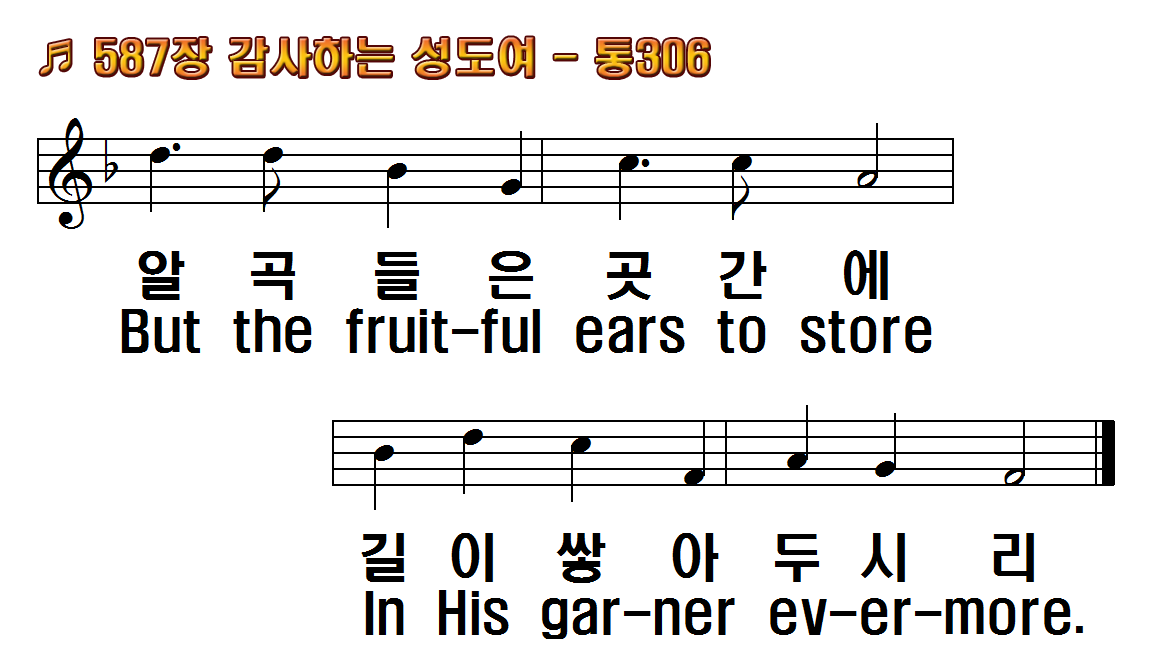 ♬ 587장 감사하는 성도여 - 통306
알 곡 들 은 곳 간 에
But the fruit-ful ears to store
길 이 쌓 아 두 시 리
In His gar-ner ev-er-more.